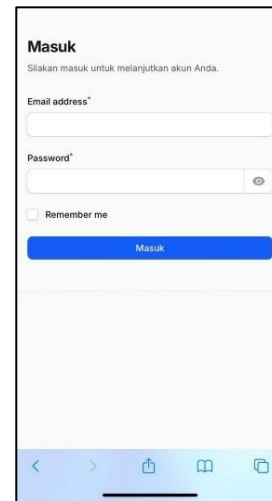 Masuk
Silakan masuk untuk melanjutkan akun Anda.
Email address*
Password*
Remember me
Masuk